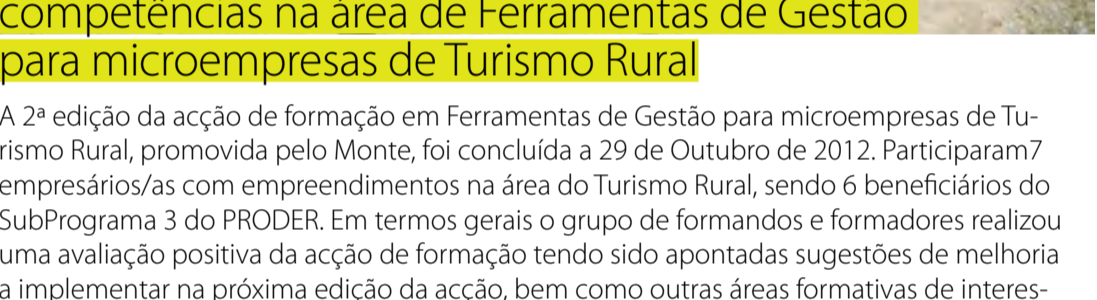 competências na área de Ferramentas de Gestão
para microempresas de Turismo Rural
A 2ª edição da acção de formação em Ferramentas de Gestão para microempresas de Tu-
rismo Rural, promovida pelo Monte, foi concluída a 29 de Outubro de 2012. Participaram7
empresários/as com empreendimentos na área do Turismo Rural, sendo 6 beneficiários do
SubPrograma 3 do PRODER. Em termos gerais o grupo de formandos e formadores realizou
uma avaliação positiva da acção de formação tendo sido apontadas sugestões de melhoria
a implementar na próxima edição da acção, bem como outras áreas formativas de interes-